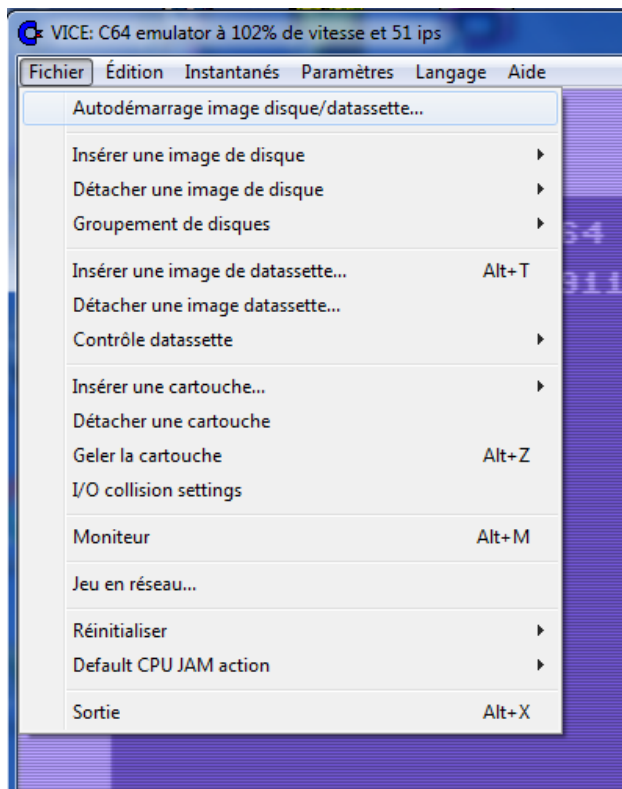 VICE: C64 emulator à 102% de vitesse et 51 ips
Fichier Édition Instantanés Paramètres Langage Aide
Autodémarrage image disque/datassette...
Insérer une image de disque
Détacher une image de disque
Groupement de disques
Insérer une image de datassette... Alt+T
Détacher une image datassette...
Contrôle datassette
Insérer une cartouche...
Détacher une cartouche
Geler la cartouche Alt+Z
I/O collision settings
Moniteur Alt+M
Jeu en réseau...
Réinitialiser
Default CPU JAM action
Sortie Alt+X
64
911